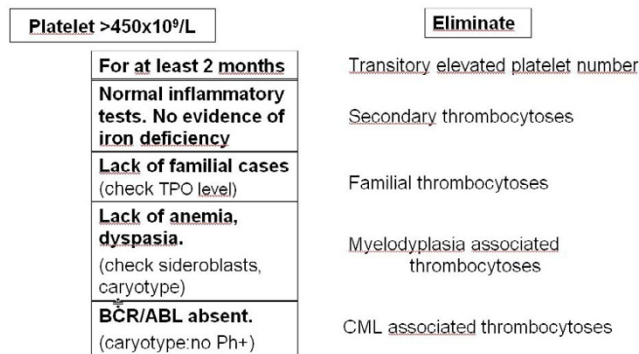 Platelet >450x10⁹/L
Eliminate
For at least 2 months
Transitory elevated platelet number
Normal inflammatory
tests. No evidence of
iron deficiency
Secondary thrombocytoses
Lack of familial cases
(check TPO level)
Familial thrombocytoses
Lack of anemia,
dyspasia.
(check sideroblasts,
caryotype)
Myelodyplasia associated
thrombocytoses
BCR/ABL absent.
(caryotype:no Ph+)
CML associated thrombocytoses